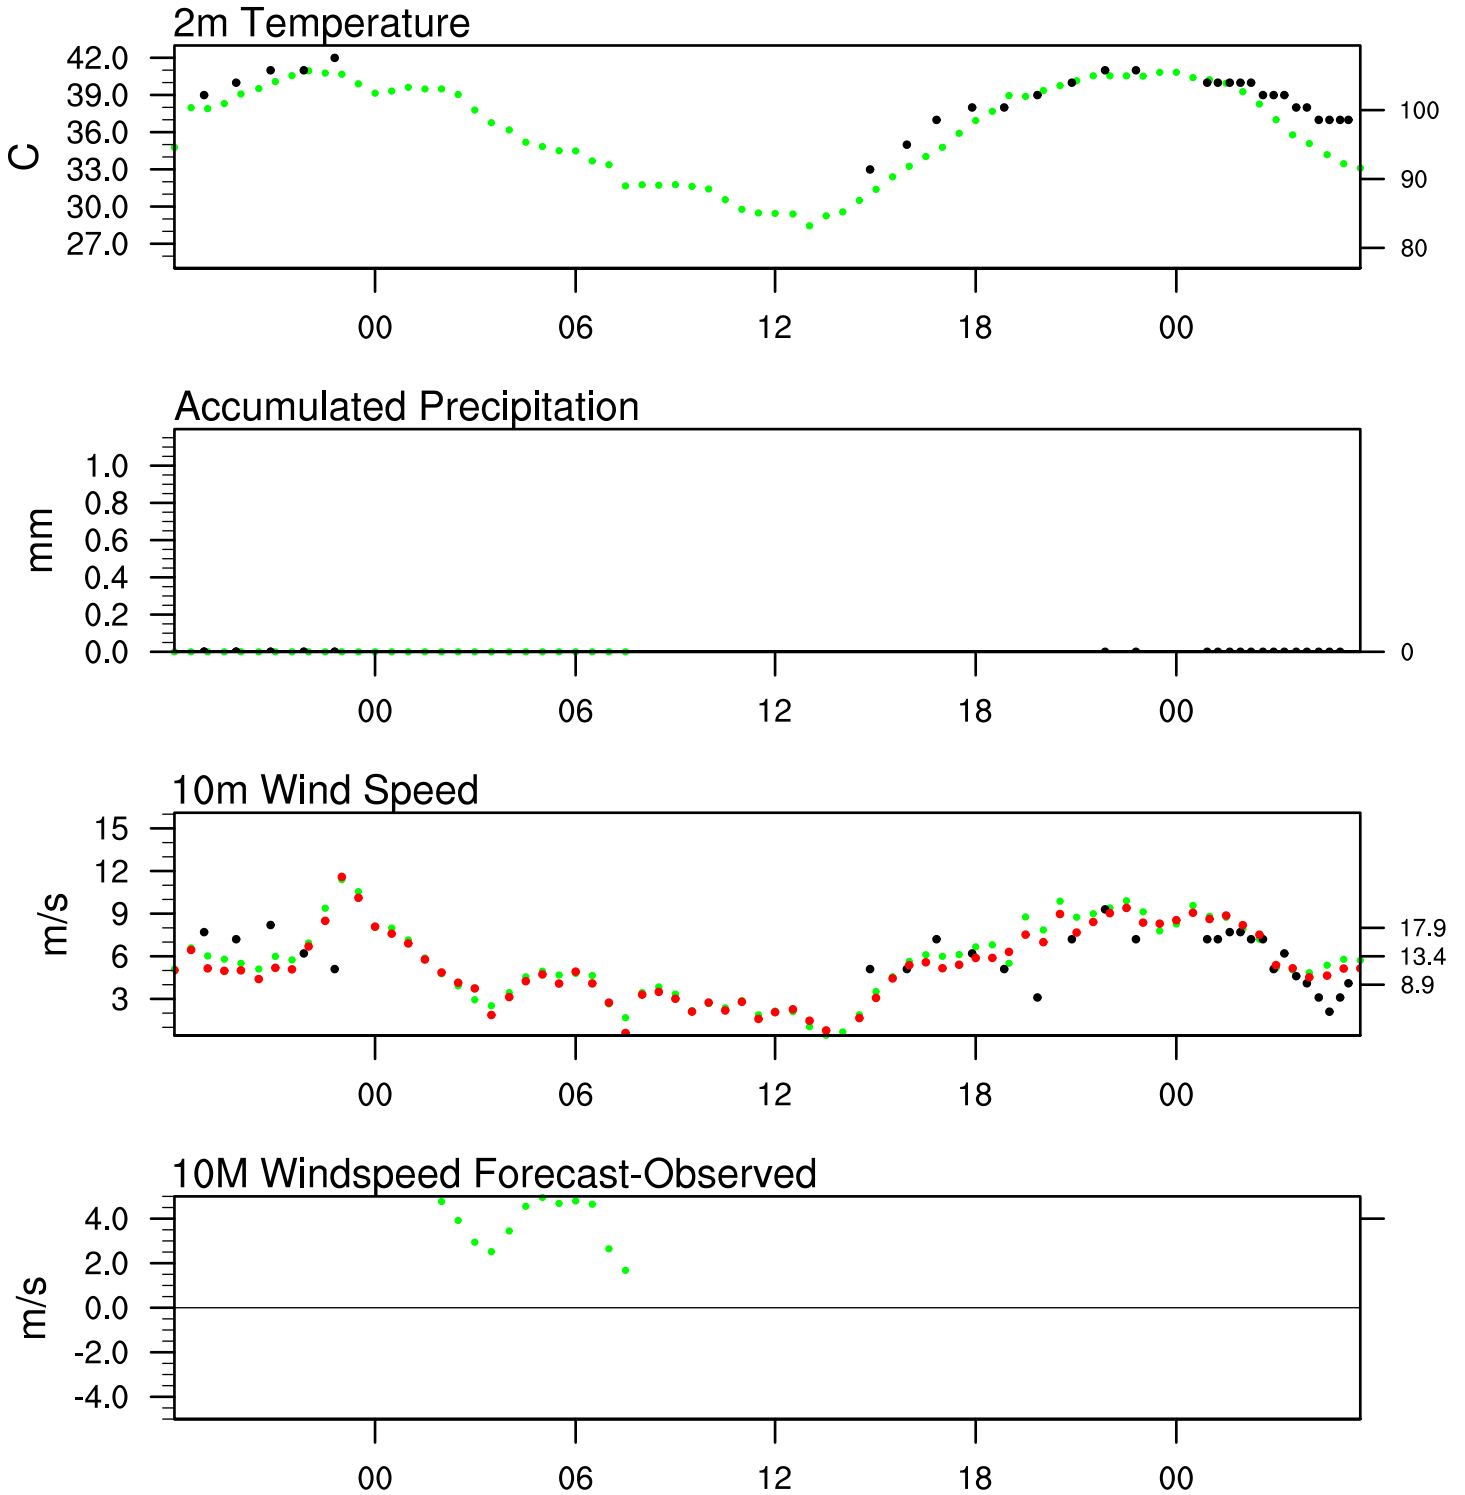 2m Temperature
42.0
39.0
36.0
33.0
30.0
27.0
C
100
90
80
00 06 12 18 00
Accumulated Precipitation
1.0
0.8
0.6
0.4
0.2
0.0
mm
0
00 06 12 18 00
10m Wind Speed
15
12
9
6
3
m/s
17.9
13.4
8.9
00 06 12 18 00
10M Windspeed Forecast-Observed
4.0
2.0
0.0
-2.0
-4.0
m/s
00 06 12 18 00